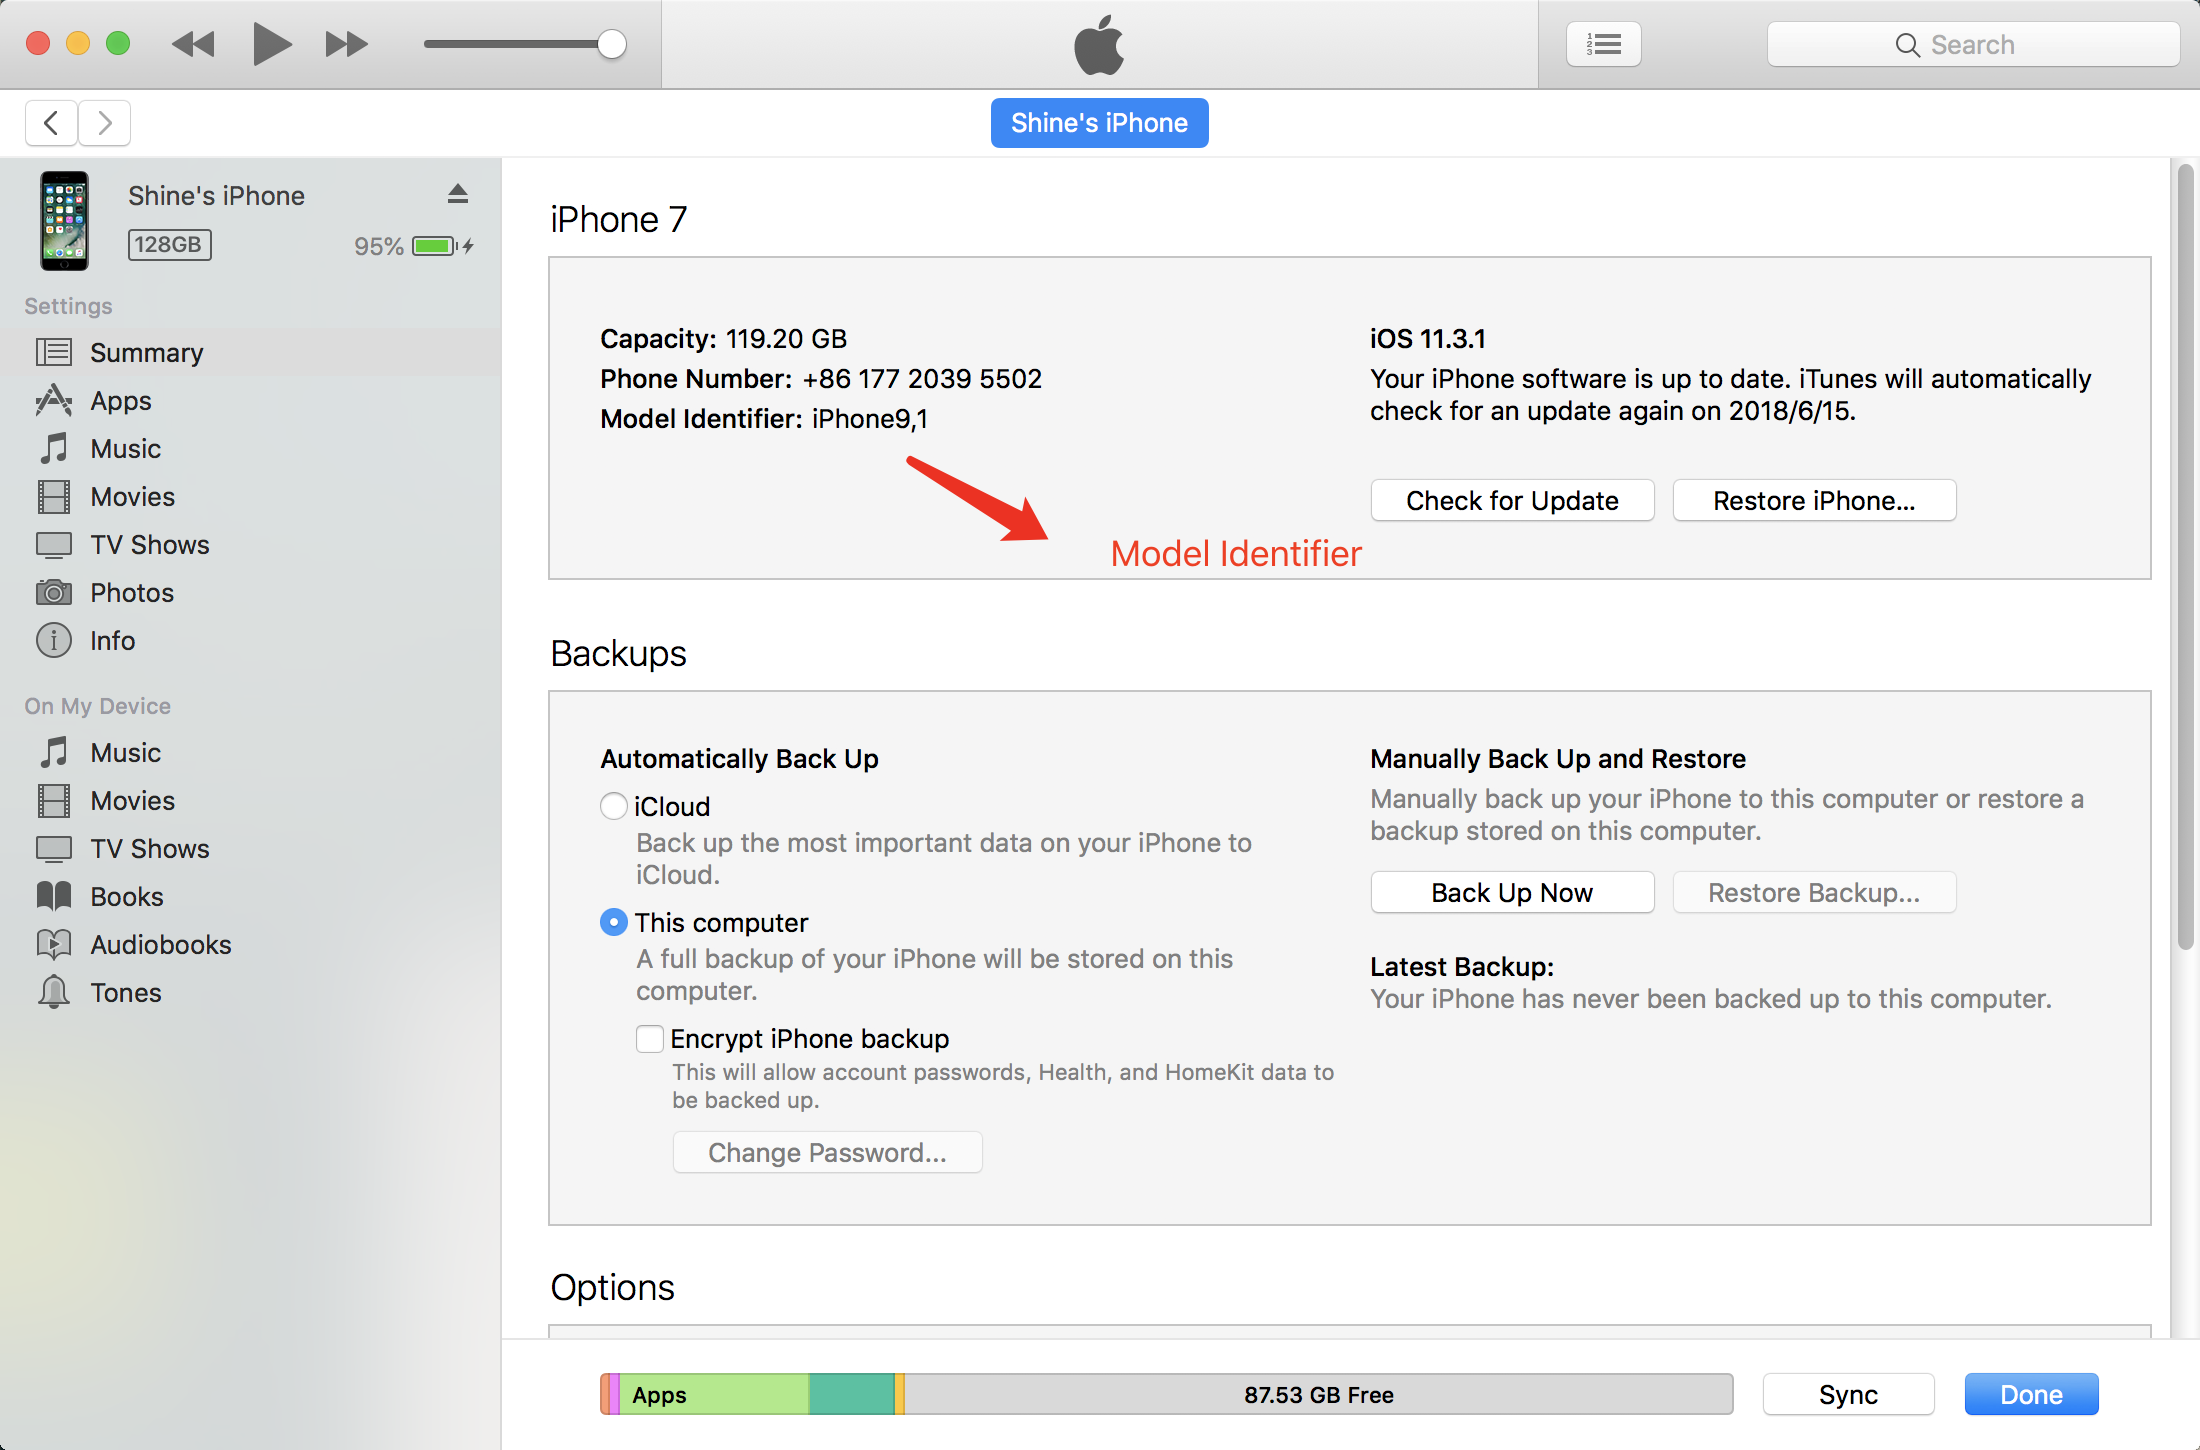 Search
Shine's iPhone
Shine's iPhone
128GB
95%
Settings
Summary
Apps
Music
Movies
TV Shows
Photos
Info
On My Device
Music
Movies
TV Shows
Books
Audiobooks
Tones
iPhone 7
Capacity: 119.20 GB
Phone Number: +86 177 2039 5502
Model Identifier: iPhone9,1
iOS 11.3.1
Your iPhone software is up to date. iTunes will automatically
check for an update again on 2018/6/15.
Check for Update
Restore iPhone...
Model Identifier
Backups
Automatically Back Up
iCloud
Back up the most important data on your iPhone to
iCloud.
This computer
A full backup of your iPhone will be stored on this
computer.
Encrypt iPhone backup
This will allow account passwords, Health, and HomeKit data to
be backed up.
Change Password...
Manually Back Up and Restore
Manually back up your iPhone to this computer or restore a
backup stored on this computer.
Back Up Now
Restore Backup...
Latest Backup:
Your iPhone has never been backed up to this computer.
Options
Apps
87.53 GB Free
Sync
Done